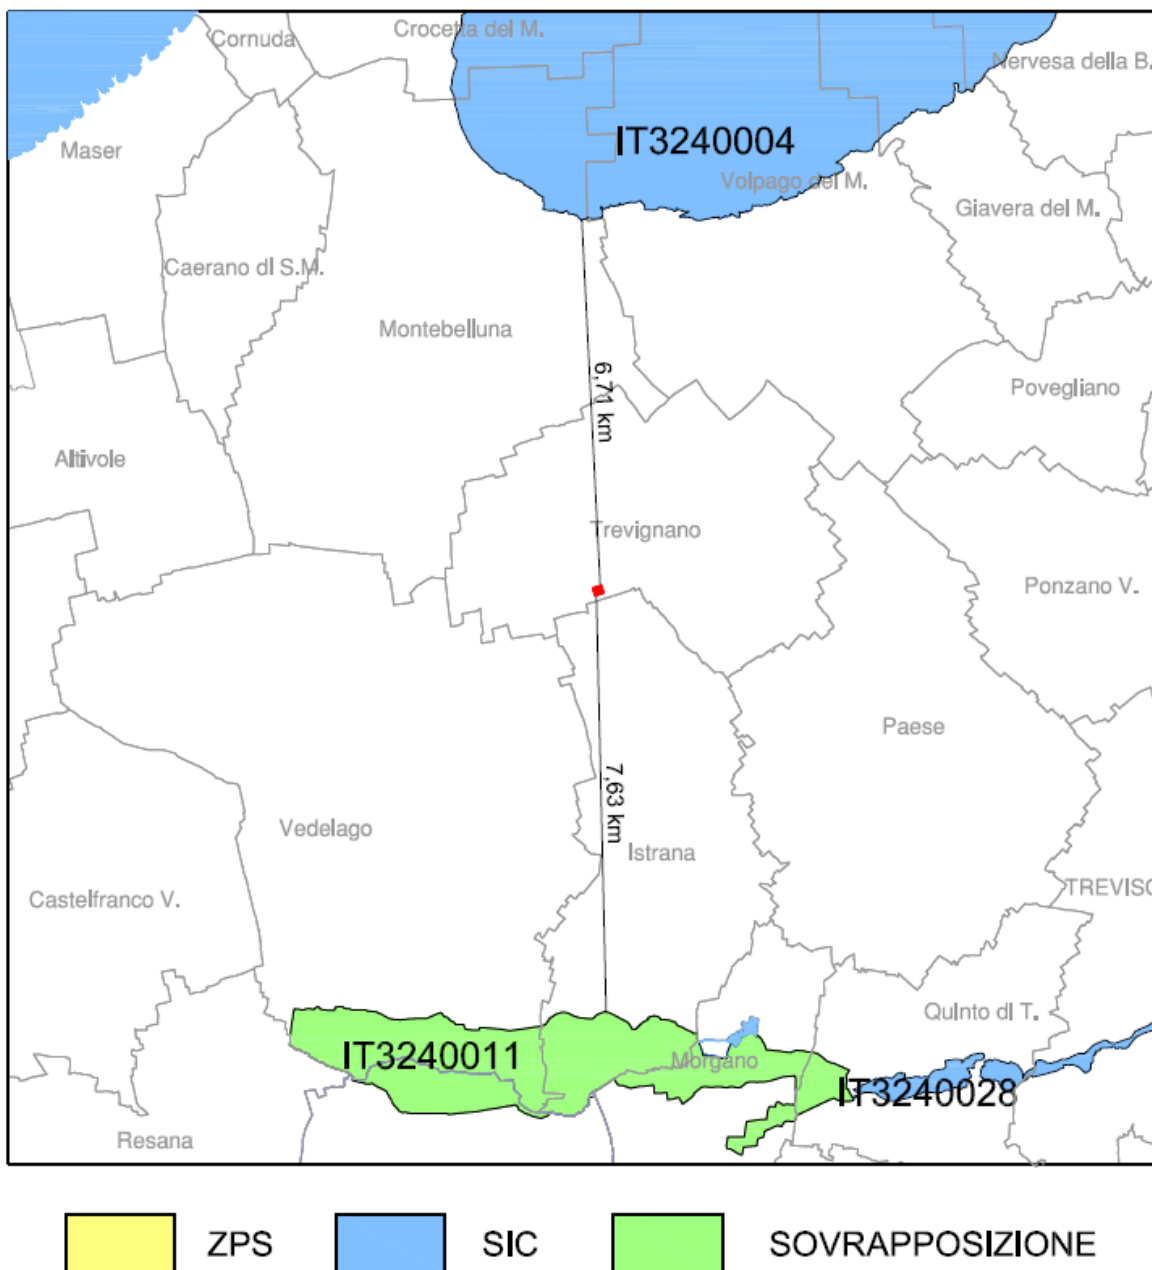 Crocetta del M.
Cornuda
Nervesa della B.
IT3240004
Maser
Volpago del M.
Giavera del M.
Caerano di S.M.
Montebelluna
6,71 km
Povegliano
Altivole
Trevignano
Ponzano V.
Paese
7,63 km
Vedelago
Istrana
TREVISO
Castelfranco V.
Quinto di T.
IT3240011
Morgano
IT3240028
Resana
ZPS
SIC
SOVRAPPOSIZIONE